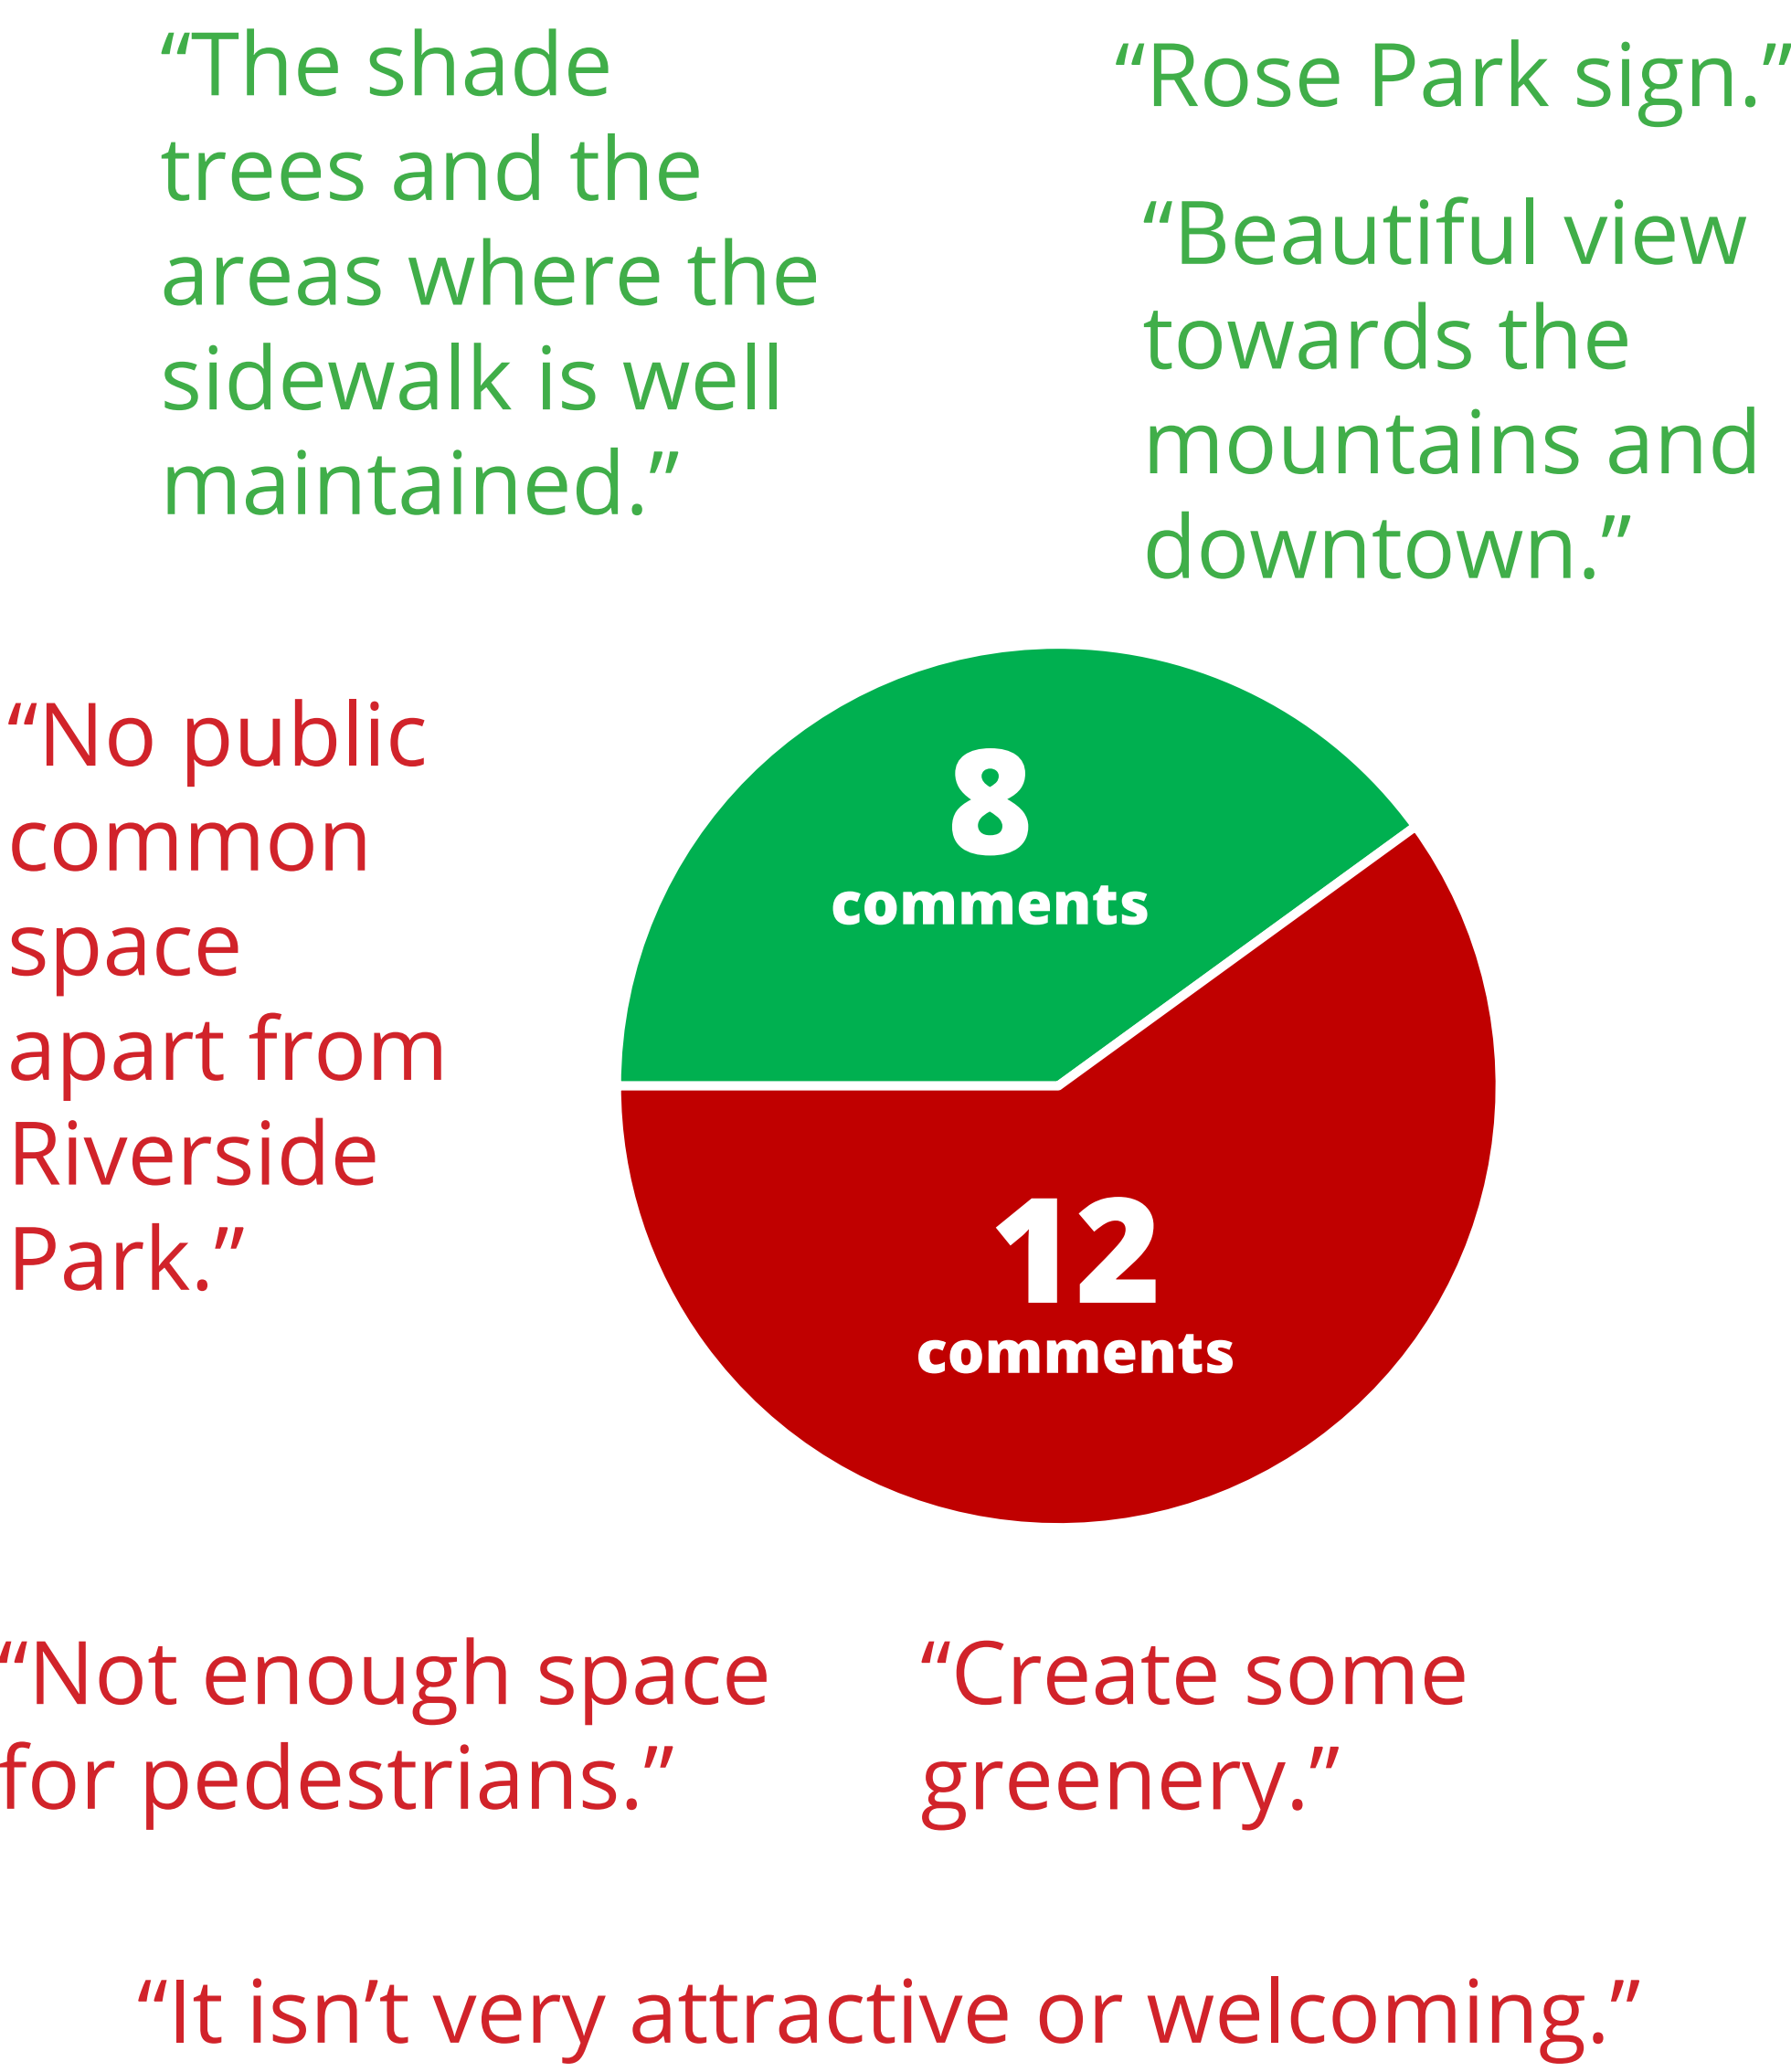 “The shade
trees and the
areas where the
sidewalk is well
maintained.”
“Rose Park sign.”
“Beautiful view
towards the
mountains and
downtown.”
“No public
common
space
apart from
Riverside
Park.”
8
comments
12
comments
“Not enough space
for pedestrians.”
“Create some
greenery.”
“It isn’t very attractive or welcoming.”